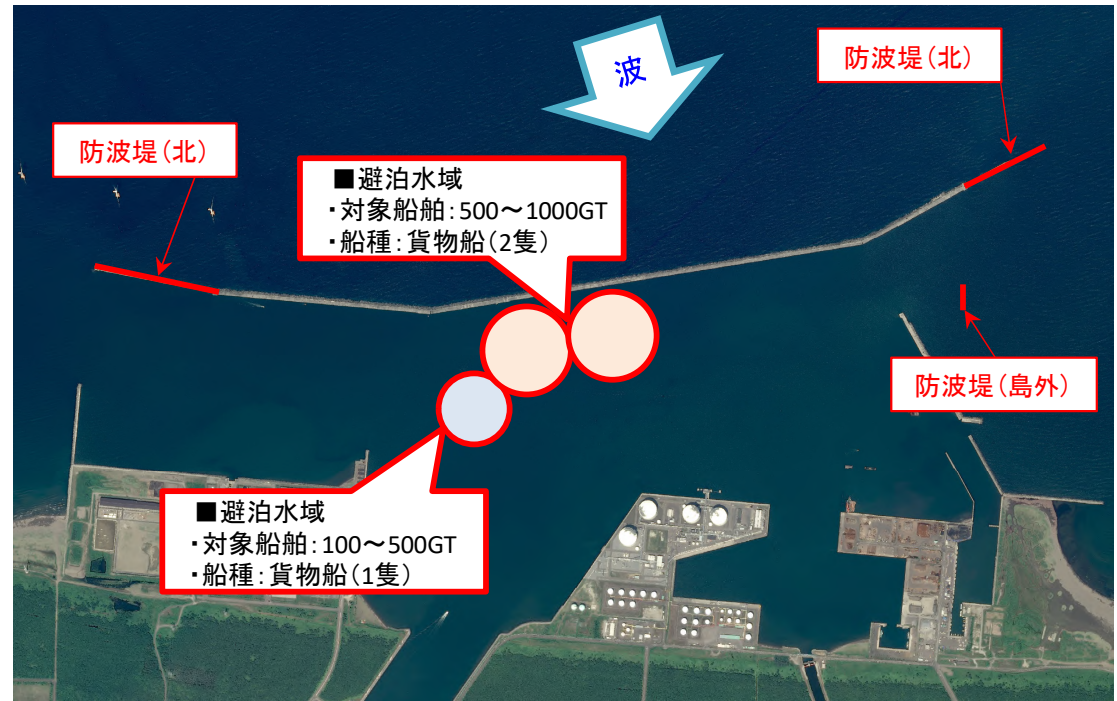 波
防波堤（北）
防波堤（北）
■避泊水域
・対象船舶：500～1000GT
・船種：貨物船（2隻）
防波堤（島外）
■避泊水域
・対象船舶：100～500GT
・船種：貨物船（1隻）